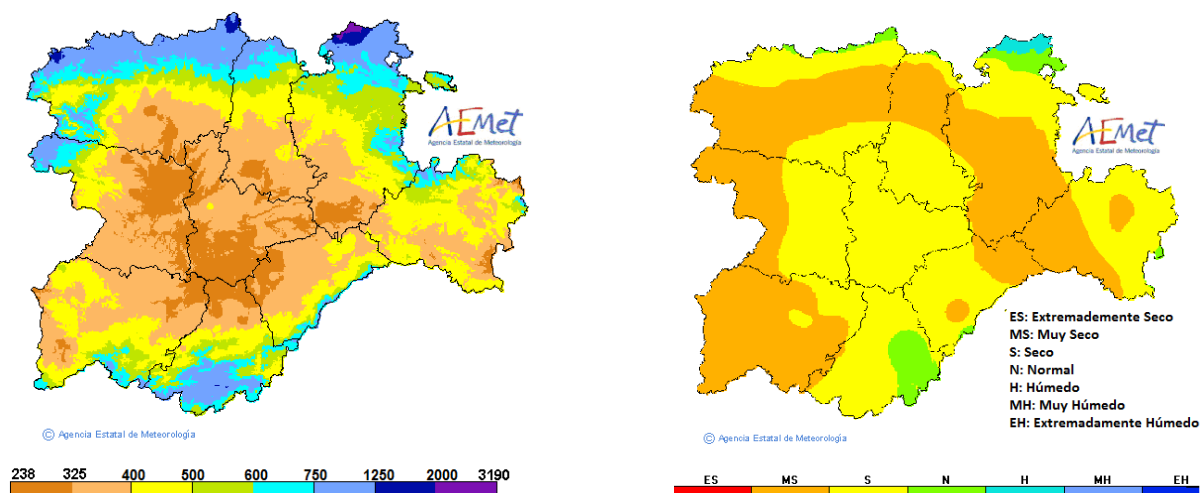 AEMet
Agencia Estatal de Meteorología
© Agencia Estatal de Meteorología
238 325 400 500 600 750 1250 2000 3190
AEMet
Agencia Estatal de Meteorología
ES: Extremademente Seco
MS: Muy Seco
S: Seco
N: Normal
H: Húmedo
MH: Muy Húmedo
EH: Extremadamente Húmedo
© Agencia Estatal de Meteorología
ES MS S N H MH EH